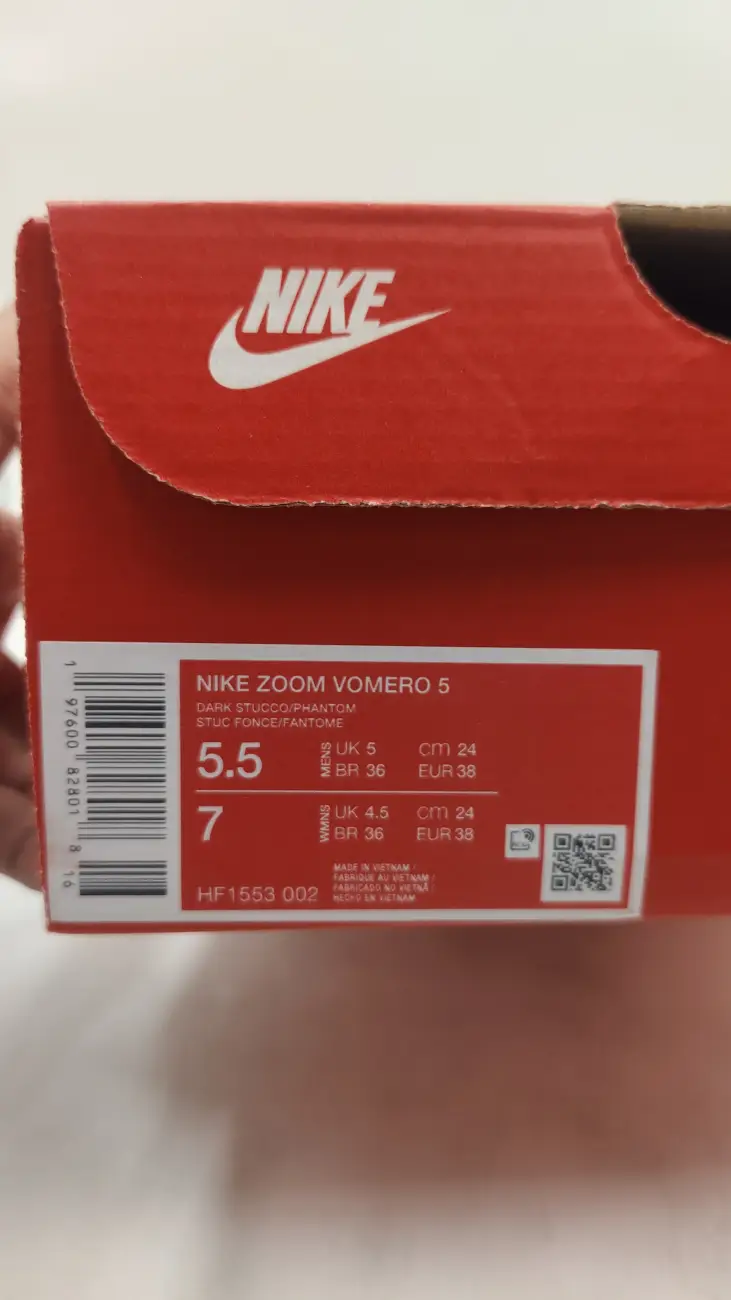 NIKE
NIKE ZOOM VOMERO 5
DARK STUCCO/PHANTOM
STUC FONCE/FANTOME
5.5 MENS UK 5 cm 24
BR 36 EUR 38
7 WMNS UK 4.5 cm 24
BR 36 EUR 38
MADE IN VIETNAM
FABRIQUE AU VIETNAM
FABRICADO NO VIETNÃ
HECHO EN VIETNAM
HF1553 002
1 97600 82801 8 16